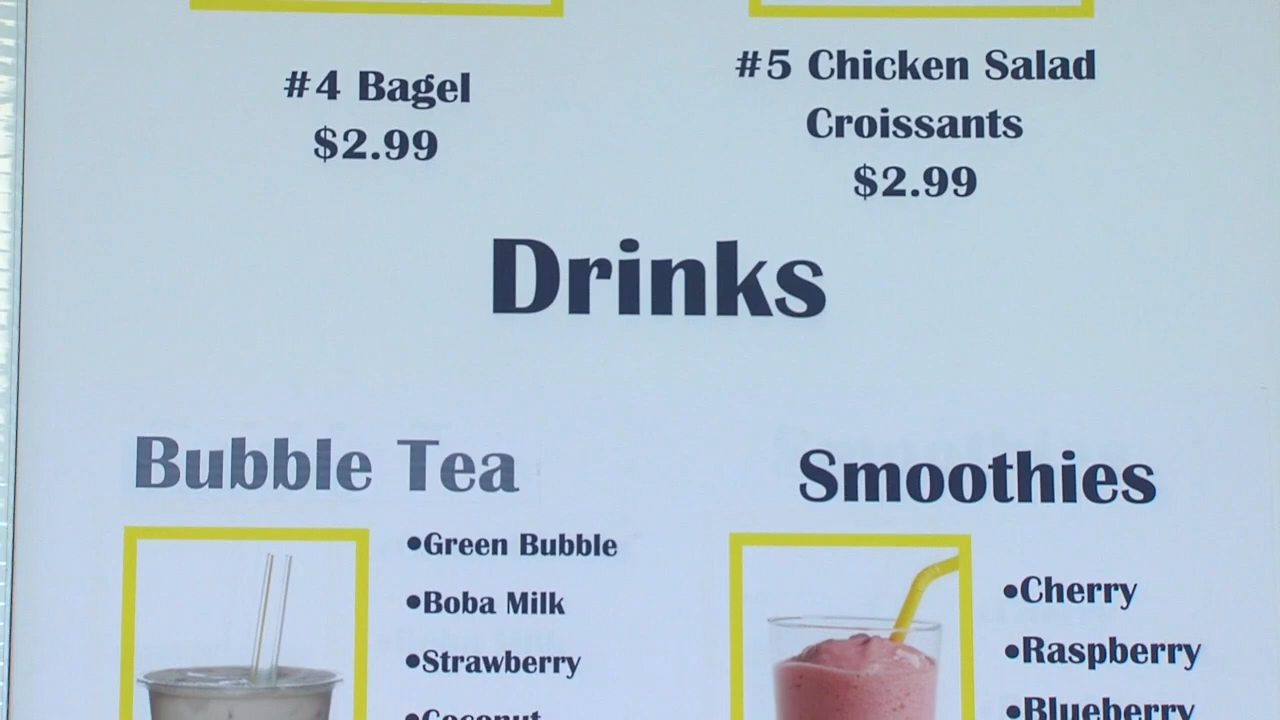 #4 Bagel
$2.99
#5 Chicken Salad
Croissants
$2.99
Drinks
Bubble Tea
•Green Bubble
•Boba Milk
•Strawberry
•Coconut
Smoothies
•Cherry
•Raspberry
•Blueberry